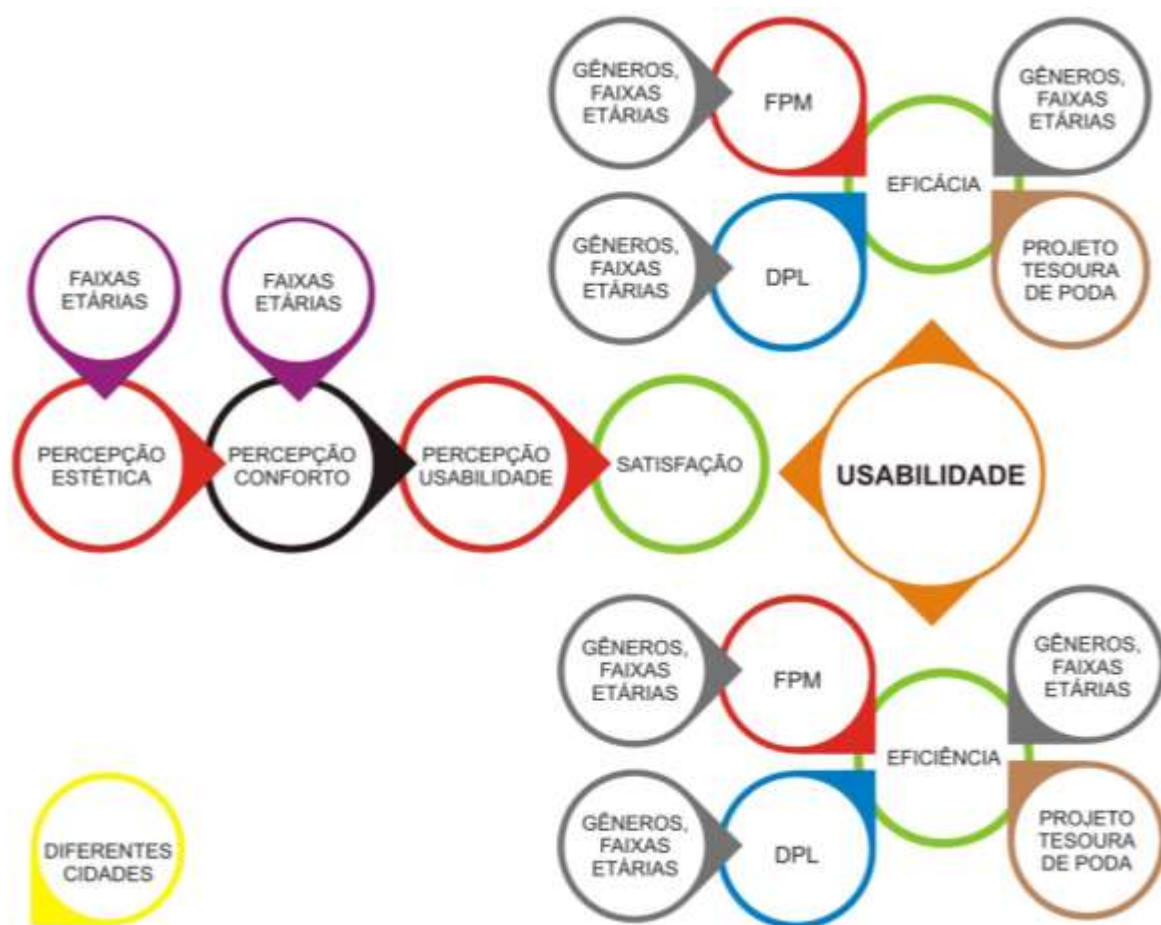 GÊNEROS,
FAIXAS
ETÁRIAS
FPM
GÊNEROS,
FAIXAS
ETÁRIAS
EFICÁCIA
GÊNEROS,
FAIXAS
ETÁRIAS
DPL
PROJETO
TESOURA
DE PODA
FAIXAS
ETÁRIAS
FAIXAS
ETÁRIAS
PERCEPÇÃO
ESTÉTICA
PERCEPÇÃO
CONFORTO
PERCEPÇÃO
USABILIDADE
SATISFAÇÃO
USABILIDADE
GÊNEROS,
FAIXAS
ETÁRIAS
FPM
GÊNEROS,
FAIXAS
ETÁRIAS
EFICIÊNCIA
GÊNEROS,
FAIXAS
ETÁRIAS
DPL
PROJETO
TESOURA
DE PODA
DIFERENTES
CIDADES